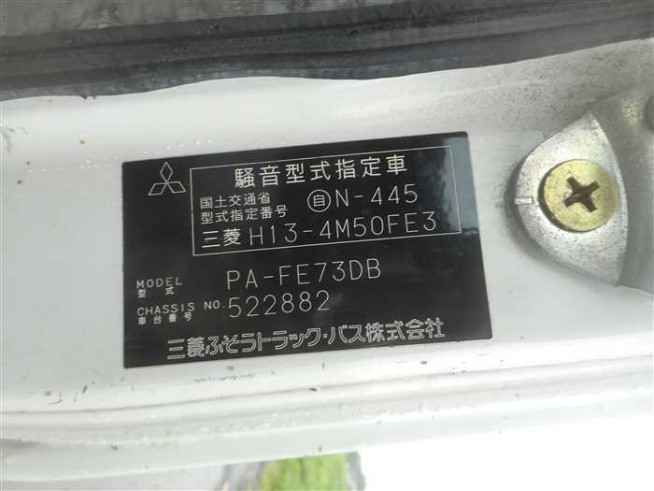 騒音型式指定車
国土交通省
型式指定番号 自 N-445
三菱 H13-4M50FE3
MODEL
型式 PA-FE73DB
CHASSIS NO.
車台番号 522882
三菱ふそうトラック・バス株式会社